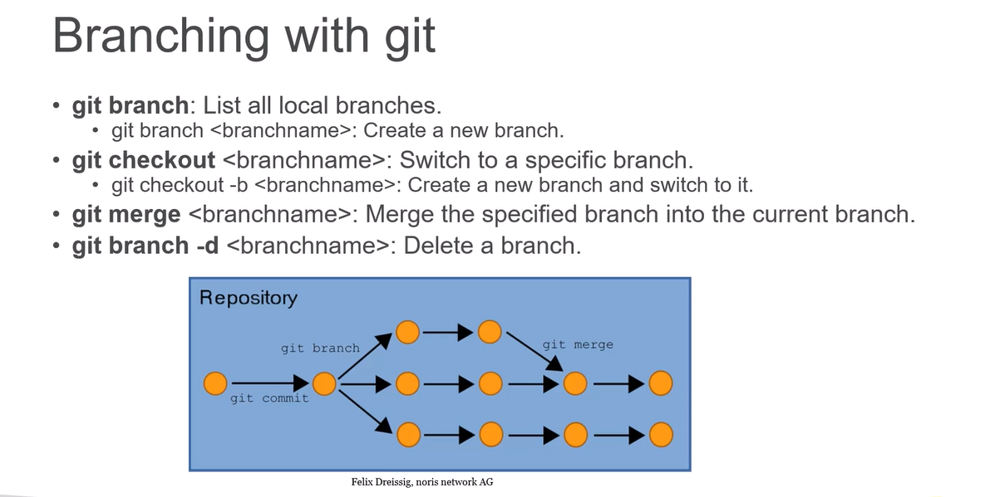 Branching with git
• git branch: List all local branches.
• git branch <branchname>: Create a new branch.
• git checkout <branchname>: Switch to a specific branch.
• git checkout -b <branchname>: Create a new branch and switch to it.
• git merge <branchname>: Merge the specified branch into the current branch.
• git branch -d <branchname>: Delete a branch.
Repository
git branch
git merge
git commit
Felix Dreissig, noris network AG